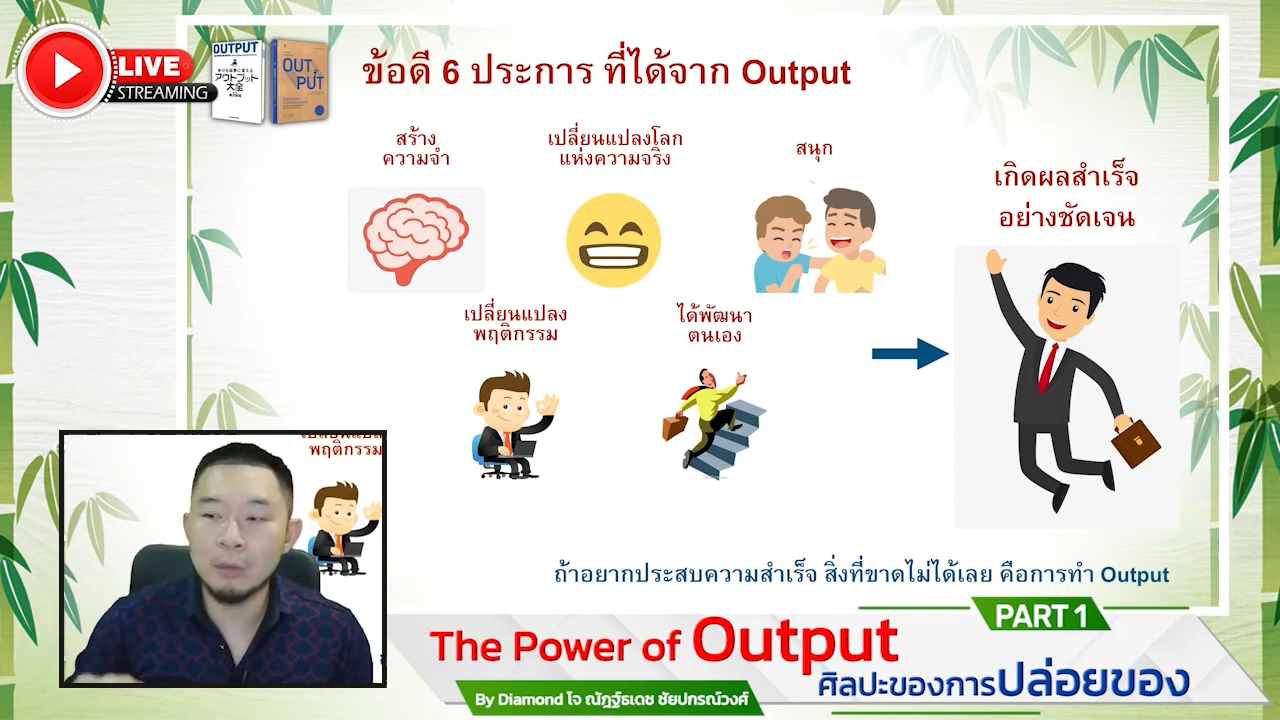 LIVE
STREAMING
OUTPUT
アウトプット
大全
OUT
PUT
ข้อดี 6 ประการ ที่ได้จาก Output
สร้าง
ความจำ
เปลี่ยนแปลงโลก
แห่งความจริง
สนุก
เกิดผลสำเร็จ
อย่างชัดเจน
เปลี่ยนแปลง
พฤติกรรม
ได้พัฒนา
ตนเอง
พฤติกรรม
ถ้าอยากประสบความสำเร็จ สิ่งที่ขาดไม่ได้เลย คือการทำ Output
PART 1
The Power of Output
ศิลปะของการปล่อยของ
By Diamond โจ ณัฏฐ์ธเดช ชัยปกรณ์วงศ์